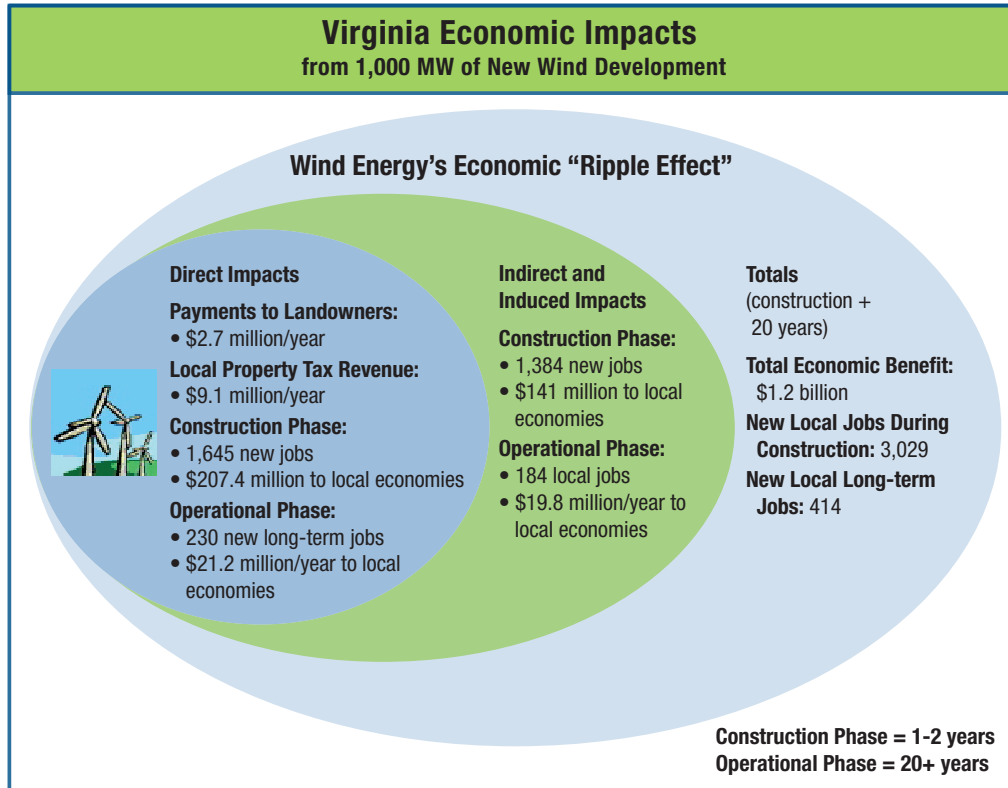 Virginia Economic Impacts
from 1,000 MW of New Wind Development
Wind Energy’s Economic “Ripple Effect”
Direct Impacts
Payments to Landowners:
• $2.7 million/year
Local Property Tax Revenue:
• $9.1 million/year
Construction Phase:
• 1,645 new jobs
• $207.4 million to local economies
Operational Phase:
• 230 new long-term jobs
• $21.2 million/year to local
economies
Indirect and
Induced Impacts
Construction Phase:
• 1,384 new jobs
• $141 million to local
economies
Operational Phase:
• 184 local jobs
• $19.8 million/year to
local economies
Totals
(construction +
20 years)
Total Economic Benefit:
$1.2 billion
New Local Jobs During
Construction: 3,029
New Local Long-term
Jobs: 414
Construction Phase = 1-2 years
Operational Phase = 20+ years